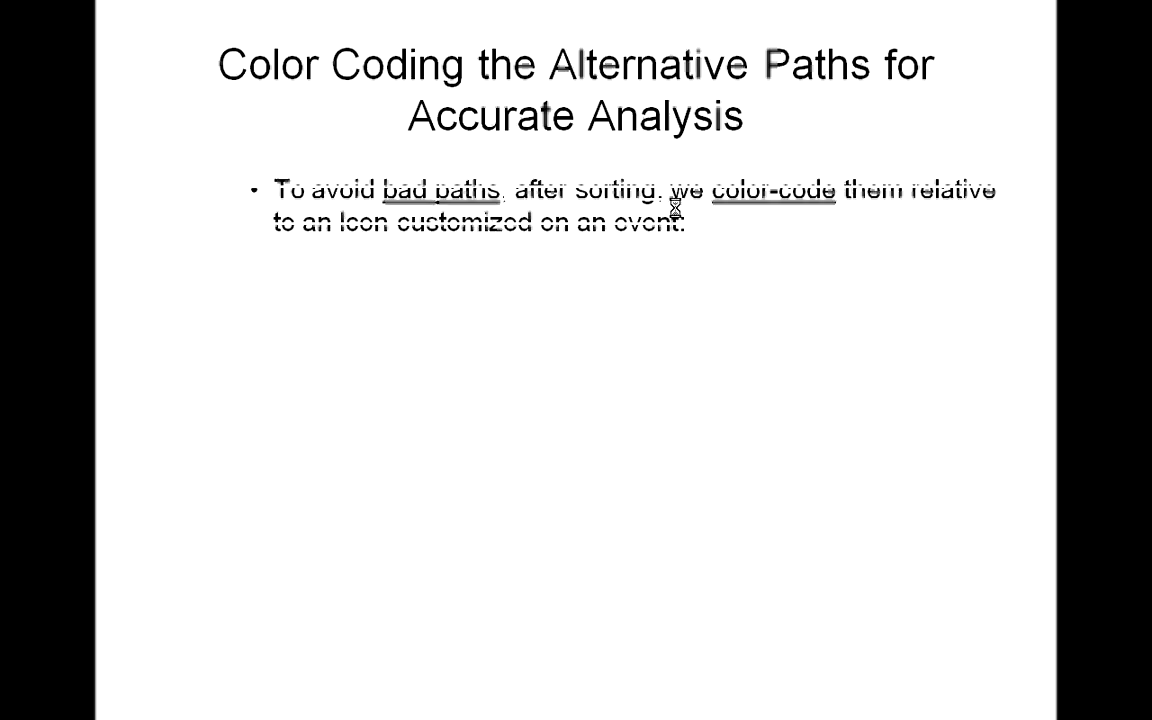 Color Coding the Alternative Paths for
Accurate Analysis
• To avoid bad paths, after sorting, we color-code them relative
to an Icon customized on an event: